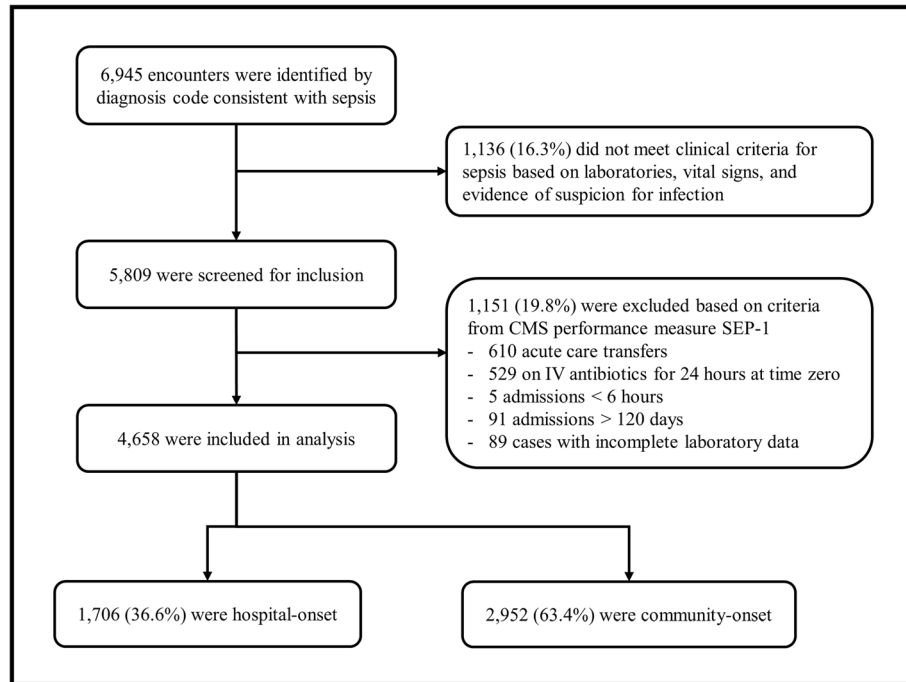 6,945 encounters were identified by
diagnosis code consistent with sepsis
1,136 (16.3%) did not meet clinical criteria for
sepsis based on laboratories, vital signs, and
evidence of suspicion for infection
5,809 were screened for inclusion
1,151 (19.8%) were excluded based on criteria
from CMS performance measure SEP-1
- 610 acute care transfers
- 529 on IV antibiotics for 24 hours at time zero
- 5 admissions < 6 hours
- 91 admissions > 120 days
- 89 cases with incomplete laboratory data
4,658 were included in analysis
1,706 (36.6%) were hospital-onset
2,952 (63.4%) were community-onset